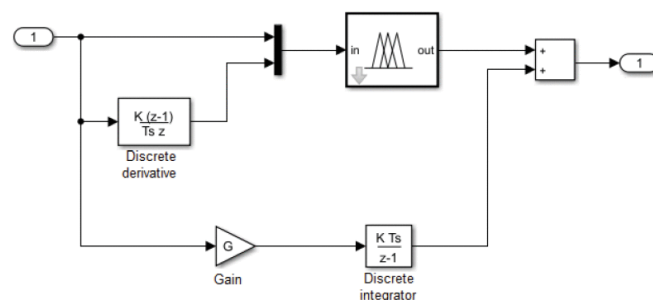 1
in
out
+
+
1
K (z-1)
Ts z
Discrete
derivative
G
Gain
K Ts
z-1
Discrete
integrator